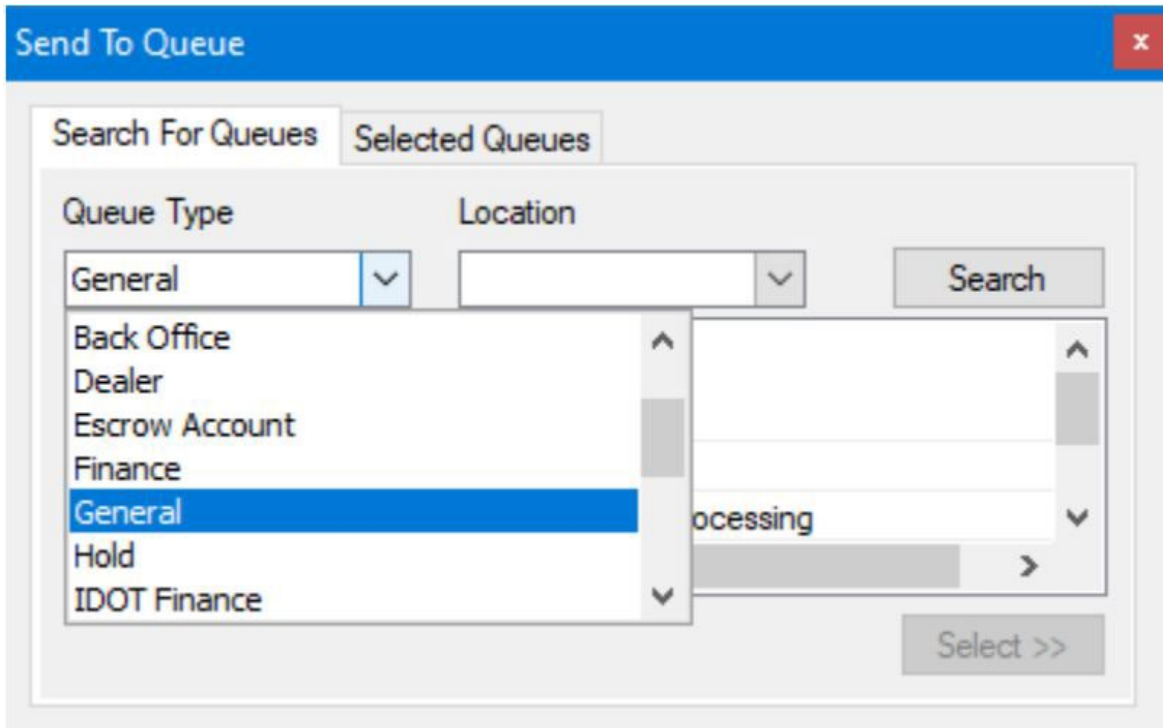 Send To Queue
Search For Queues Selected Queues
Queue Type Location
General Search
Back Office
Dealer
Escrow Account
Finance
General
Hold
IDOT Finance
Select >>